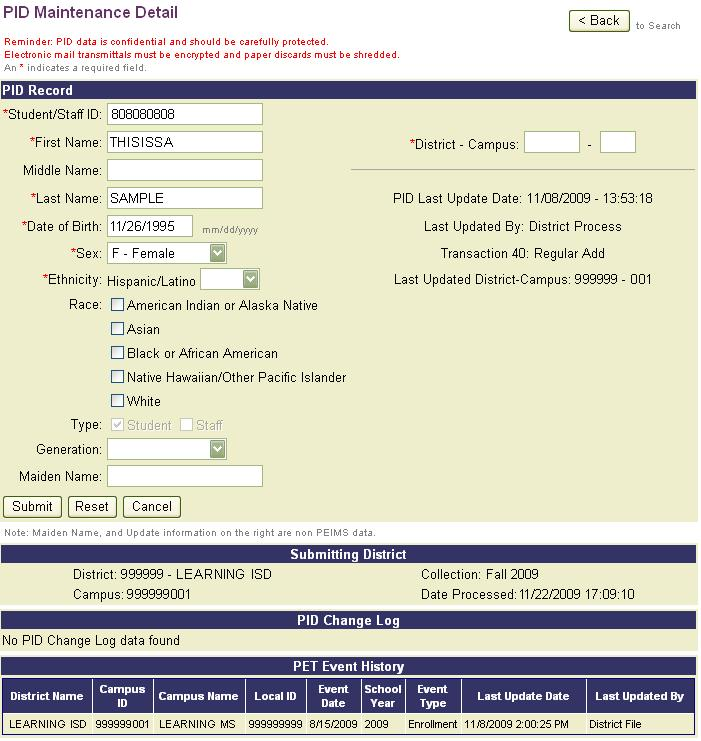 PID Maintenance Detail
< Back to Search
Reminder: PID data is confidential and should be carefully protected.
Electronic mail transmittals must be encrypted and paper discards must be shredded.
An * indicates a required field.
PID Record
*Student/Staff ID: 808080808
*First Name: THISISSA
*District - Campus: -
Middle Name:
*Last Name: SAMPLE
PID Last Update Date: 11/08/2009 - 13:53:18
*Date of Birth: 11/26/1995 mm/dd/yyyy
Last Updated By: District Process
*Sex: F - Female
Transaction 40: Regular Add
*Ethnicity: Hispanic/Latino
Last Updated District-Campus: 999999 - 001
Race: American Indian or Alaska Native
Asian
Black or African American
Native Hawaiian/Other Pacific Islander
White
Type: Student Staff
Generation:
Maiden Name:
Submit Reset Cancel
Note: Maiden Name, and Update information on the right are non PEIMS data.
Submitting District
District: 999999 - LEARNING ISD Collection: Fall 2009
Campus: 999999001 Date Processed: 11/22/2009 17:09:10
PID Change Log
No PID Change Log data found
PET Event History
District Name Campus ID Campus Name Local ID Event Date School Year Event Type Last Update Date Last Updated By
LEARNING ISD 999999001 LEARNING MS 999999999 8/15/2009 2009 Enrollment 11/8/2009 2:00:25 PM District File